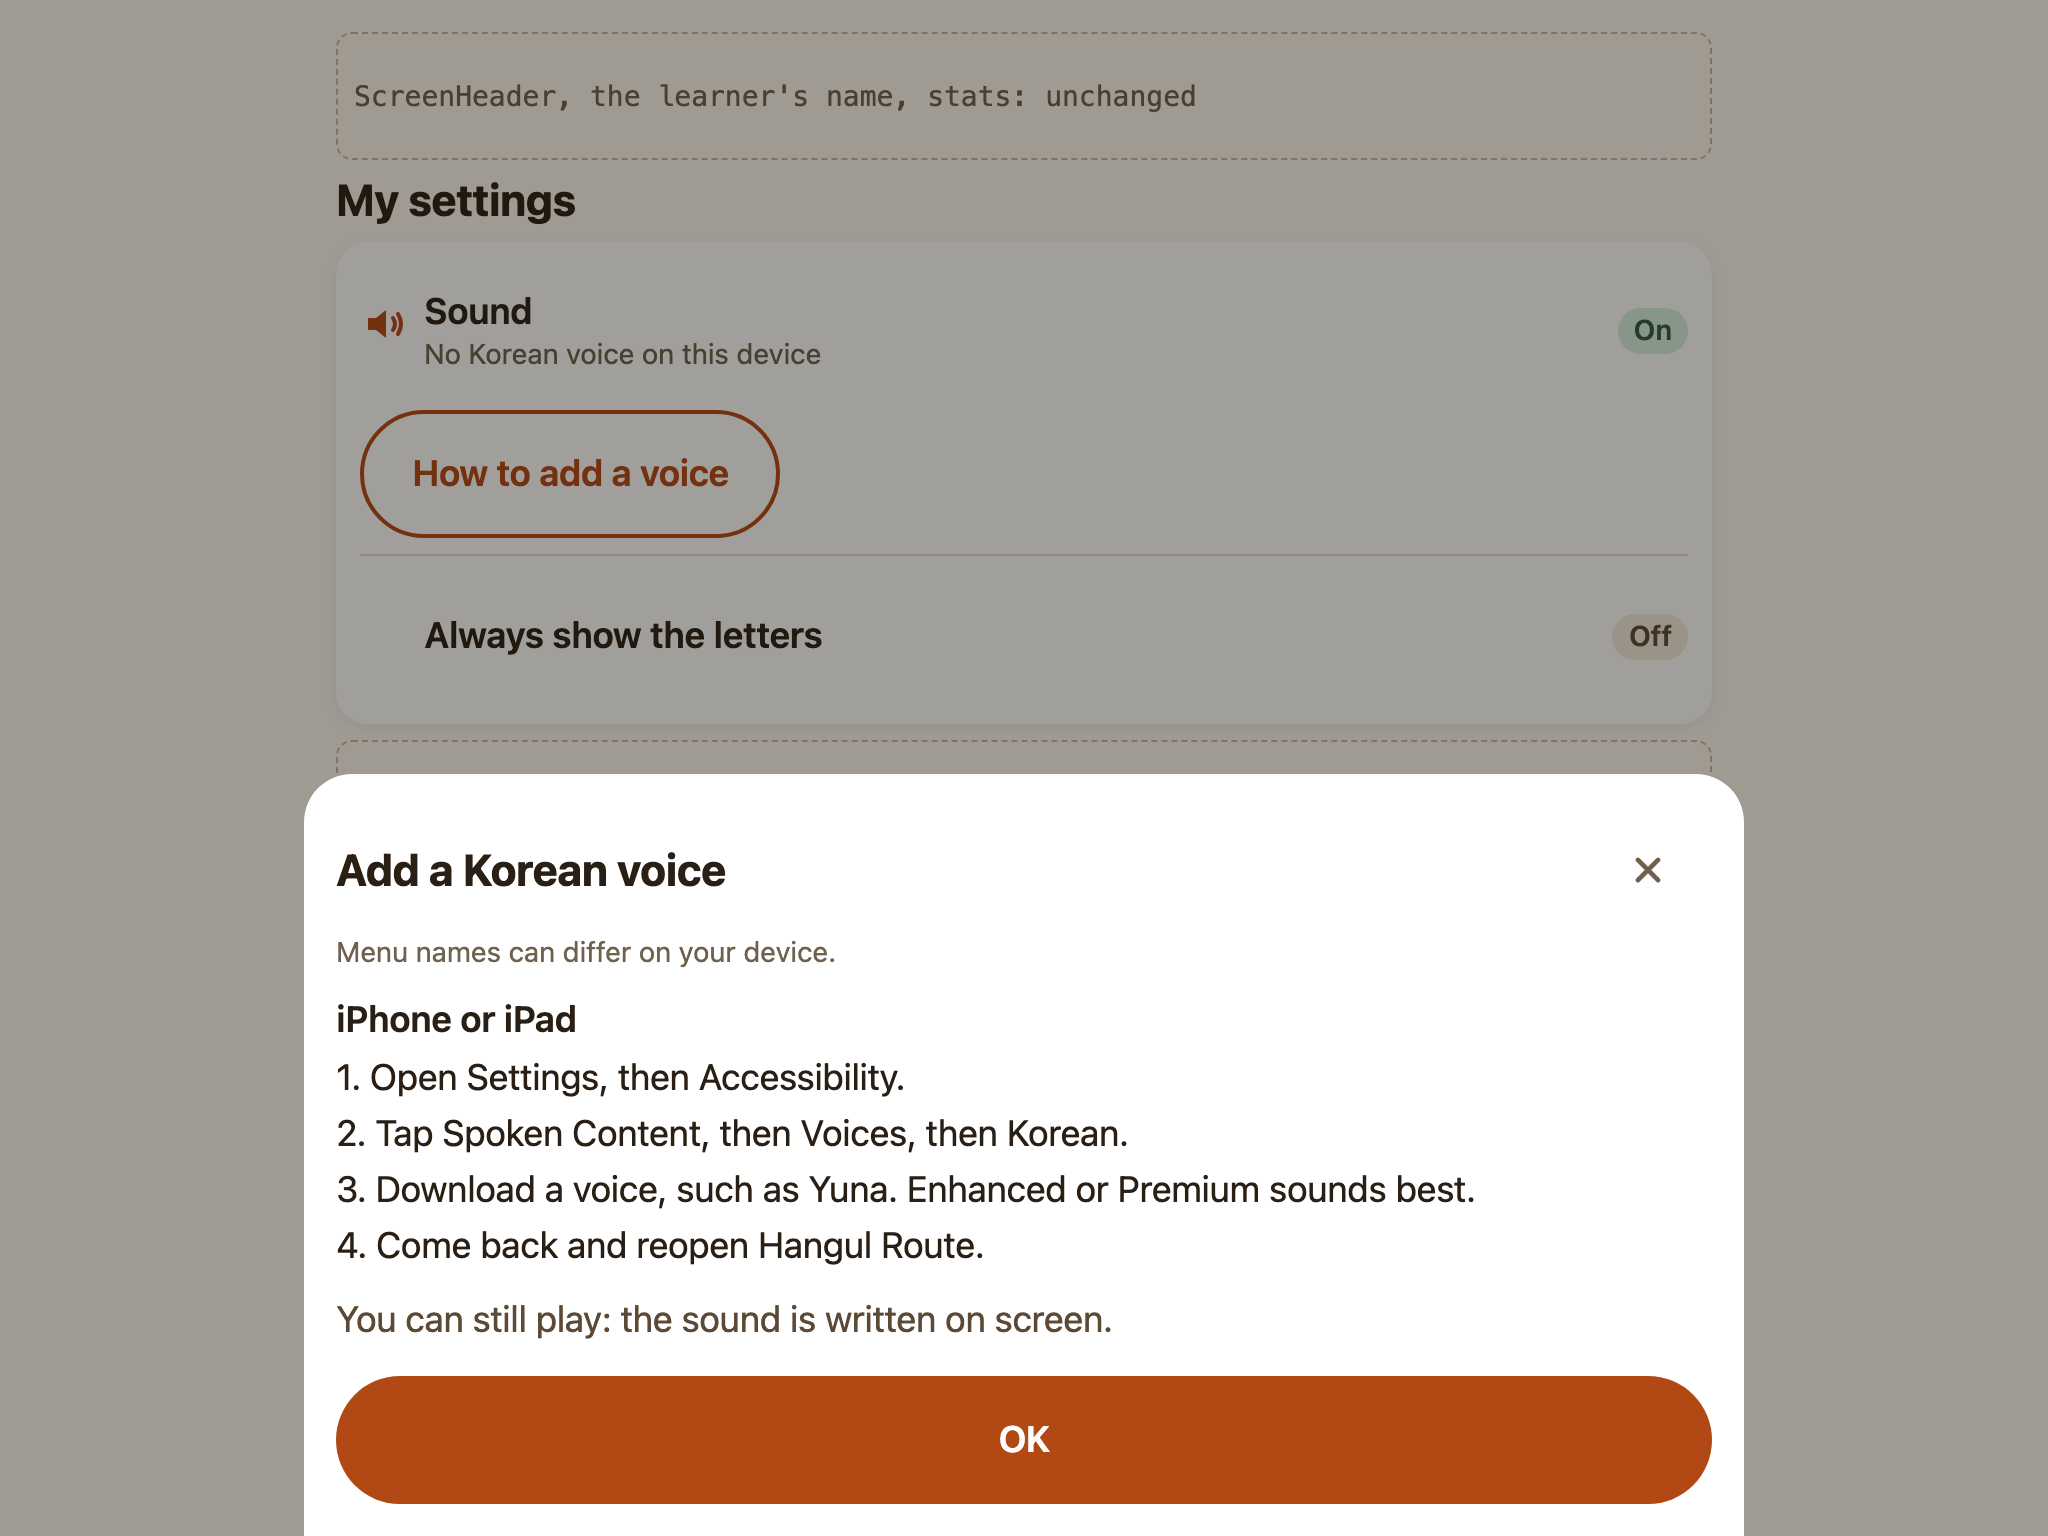 ScreenHeader, the learner's name, stats: unchanged
My settings
Sound
No Korean voice on this device
On
How to add a voice
Always show the letters
Off
Add a Korean voice
Menu names can differ on your device.
iPhone or iPad
1. Open Settings, then Accessibility.
2. Tap Spoken Content, then Voices, then Korean.
3. Download a voice, such as Yuna. Enhanced or Premium sounds best.
4. Come back and reopen Hangul Route.
You can still play: the sound is written on screen.
OK